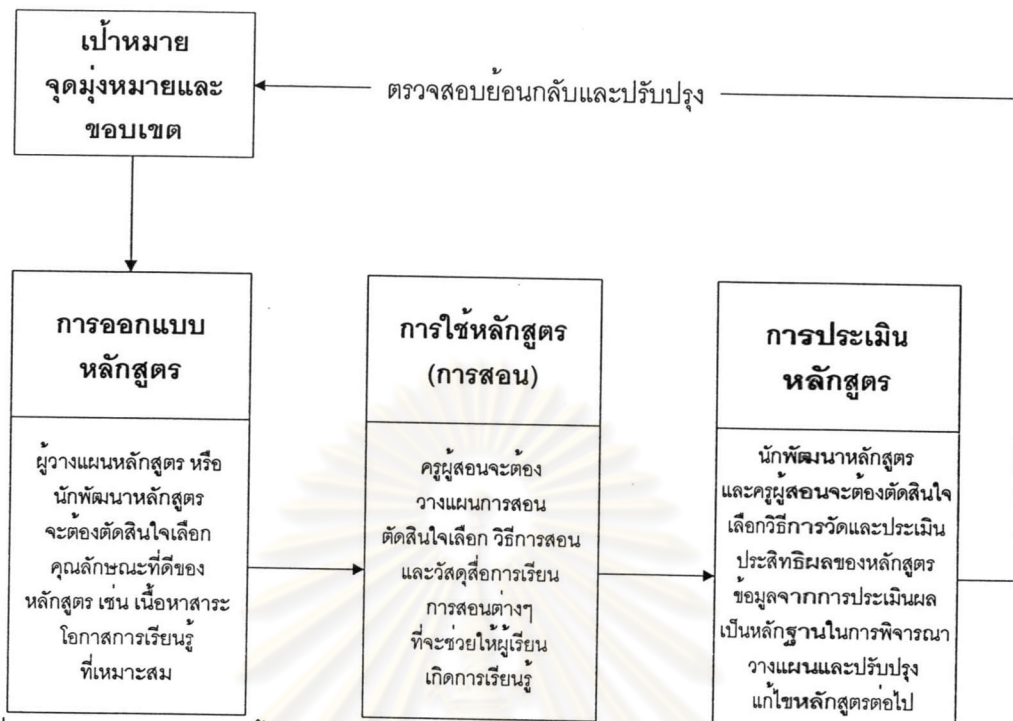 เป้าหมาย
จุดมุ่งหมายและ
ขอบเขต
ตรวจสอบย้อนกลับและปรับปรุง
การออกแบบ
หลักสูตร
ผู้วางแผนหลักสูตร หรือ
นักพัฒนาหลักสูตร
จะต้องตัดสินใจเลือก
คุณลักษณะที่ดีของ
หลักสูตร เช่น เนื้อหาสาระ
โอกาสการเรียนรู้
ที่เหมาะสม
การใช้หลักสูตร
(การสอน)
ครูผู้สอนจะต้อง
วางแผนการสอน
ตัดสินใจเลือก วิธีการสอน
และวัสดุสื่อการเรียน
การสอนต่างๆ
ที่จะช่วยให้ผู้เรียน
เกิดการเรียนรู้
การประเมิน
หลักสูตร
นักพัฒนาหลักสูตร
และครูผู้สอนจะต้องตัดสินใจ
เลือกวิธีการวัดและประเมิน
ประสิทธิผลของหลักสูตร
ข้อมูลจากการประเมินผล
เป็นหลักฐานในการพิจารณา
วางแผนและปรับปรุง
แก้ไขหลักสูตรต่อไป